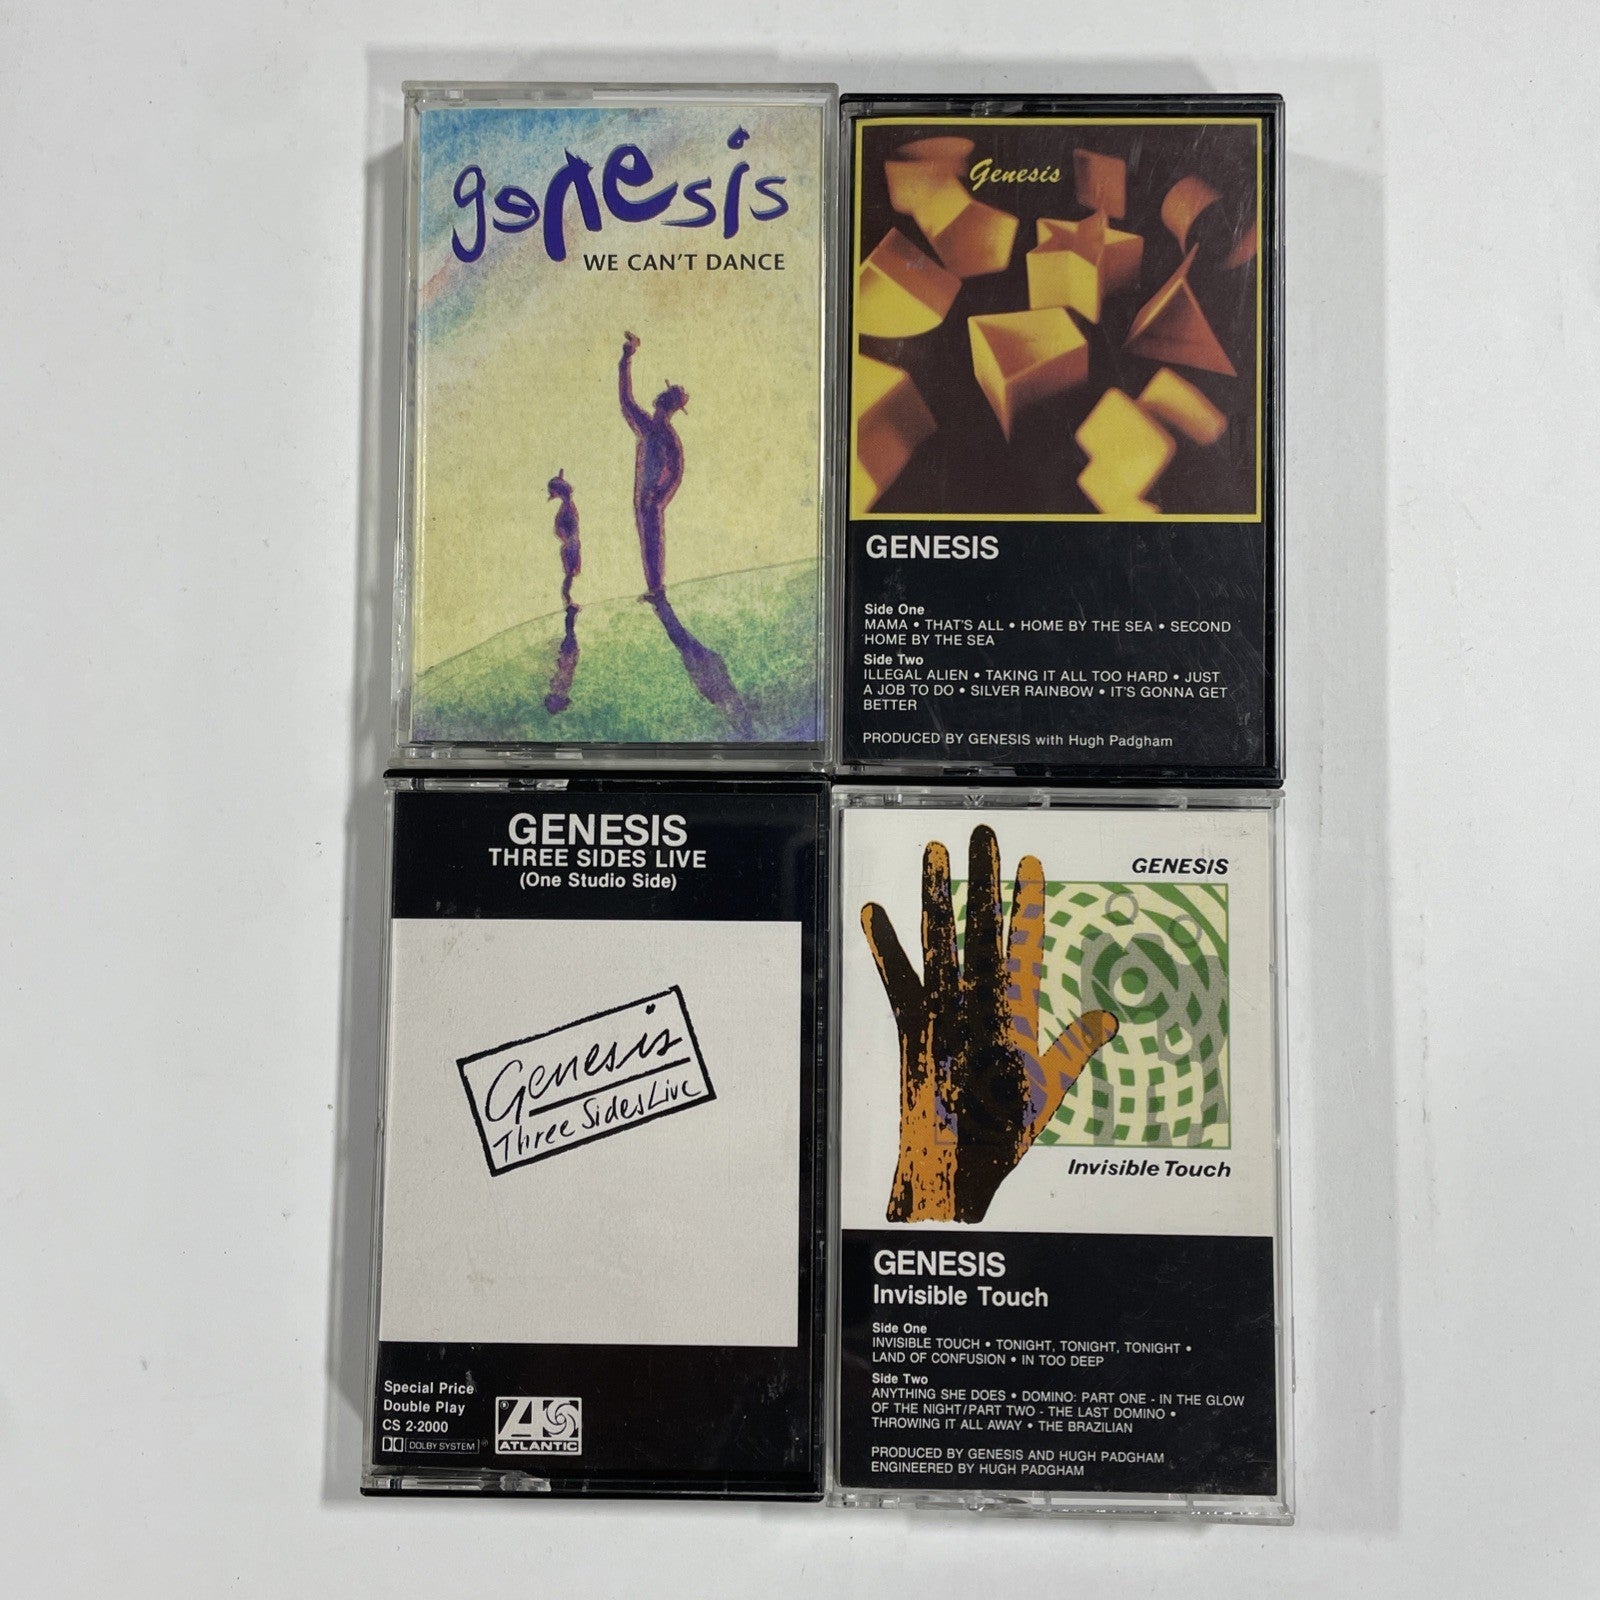 genesis
WE CAN'T DANCE
Genesis
GENESIS
Side One
MAMA • THAT'S ALL • HOME BY THE SEA • SECOND
HOME BY THE SEA
Side Two
ILLEGAL ALIEN • TAKING IT ALL TOO HARD • JUST
A JOB TO DO • SILVER RAINBOW • IT'S GONNA GET
BETTER
PRODUCED BY GENESIS with Hugh Padgham
GENESIS
THREE SIDES LIVE
(One Studio Side)
Genesis
Three Sides Live
Special Price
Double Play
CS 2-2000
DOLBY SYSTEM®
® A
ATLANTIC
GENESIS
Invisible Touch
GENESIS
Invisible Touch
Side One
INVISIBLE TOUCH • TONIGHT, TONIGHT, TONIGHT •
LAND OF CONFUSION • IN TOO DEEP
Side Two
ANYTHING SHE DOES • DOMINO: PART ONE - IN THE GLOW
OF THE NIGHT/PART TWO - THE LAST DOMINO •
THROWING IT ALL AWAY • THE BRAZILIAN
PRODUCED BY GENESIS AND HUGH PADGHAM
ENGINEERED BY HUGH PADGHAM